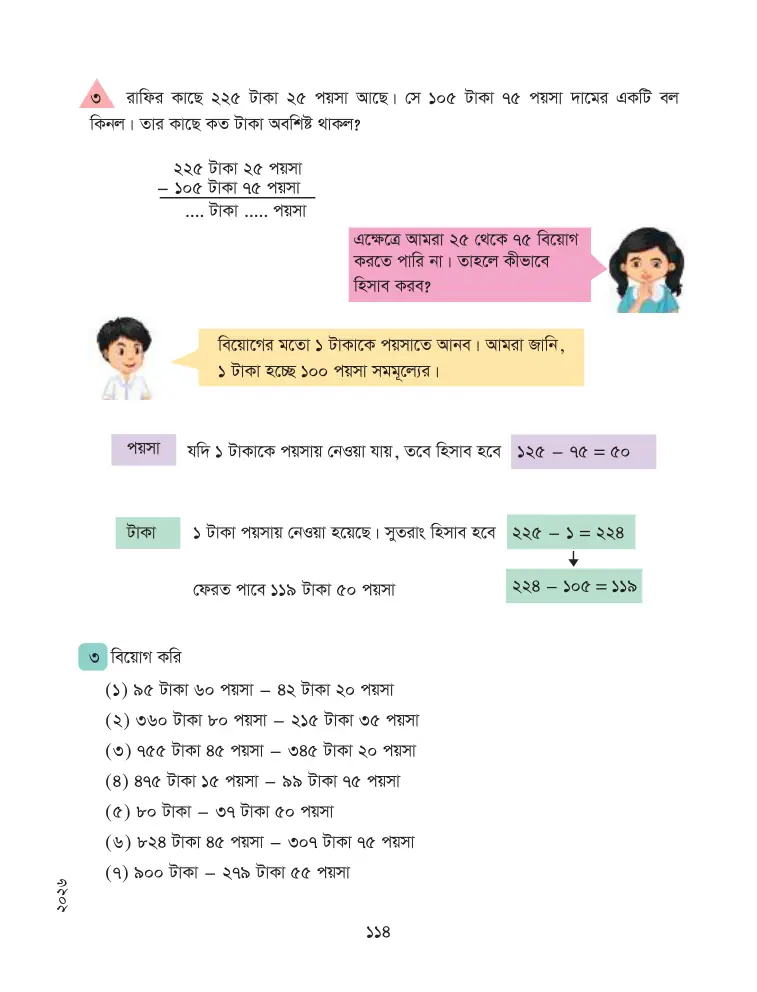 ৩ রাফির কাছে ২২৫ টাকা ২৫ পয়সা আছে। সে ১০৫ টাকা ৭৫ পয়সা দামের একটি বল
কিনল। তার কাছে কত টাকা অবশিষ্ট থাকল?
২২৫ টাকা ২৫ পয়সা
– ১০৫ টাকা ৭৫ পয়সা
.... টাকা ..... পয়সা
এক্ষেত্রে আমরা ২৫ থেকে ৭৫ বিয়োগ
করতে পারি না। তাহলে কীভাবে
হিসাব করব?
বিয়োগের মতো ১ টাকাকে পয়সাতে আনব। আমরা জানি,
১ টাকা হচ্ছে ১০০ পয়সা সমমূল্যের।
পয়সা যদি ১ টাকাকে পয়সায় নেওয়া যায়, তবে হিসাব হবে ১২৫ – ৭৫ = ৫০
টাকা ১ টাকা পয়সায় নেওয়া হয়েছে। সুতরাং হিসাব হবে ২২৫ – ১ = ২২৪
ফেরত পাবে ১১৯ টাকা ৫০ পয়সা ২২৪ – ১০৫ = ১১৯
৩ বিয়োগ করি
(১) ৯৫ টাকা ৬০ পয়সা – ৪২ টাকা ২০ পয়সা
(২) ৩৬০ টাকা ৮০ পয়সা – ২১৫ টাকা ৩৫ পয়সা
(৩) ৭৫৫ টাকা ৪৫ পয়সা – ৩৪৫ টাকা ২০ পয়সা
(৪) ৪৭৫ টাকা ১৫ পয়সা – ৯৯ টাকা ৭৫ পয়সা
(৫) ৮০ টাকা – ৩৭ টাকা ৫০ পয়সা
(৬) ৮২৪ টাকা ৪৫ পয়সা – ৩০৭ টাকা ৭৫ পয়সা
(৭) ৯০০ টাকা – ২৭৯ টাকা ৫৫ পয়সা
২০২৬
১১৪